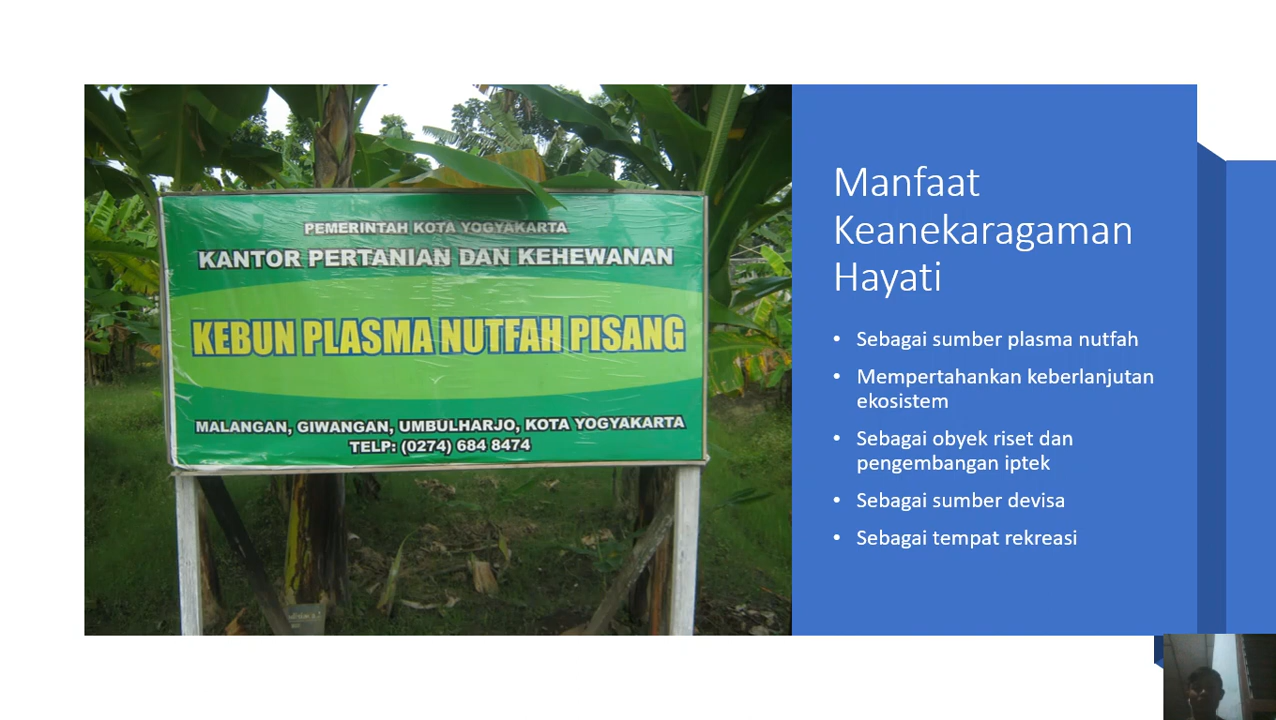 PEMERINTAH KOTA YOGYAKARTA
KANTOR PERTANIAN DAN KEHEWANAN
KEBUN PLASMA NUTFAH PISANG
MALANGAN, GIWANGAN, UMBULHARJO, KOTA YOGYAKARTA
TELP: (0274) 684 8474
Manfaat
Keanekaragaman
Hayati
• Sebagai sumber plasma nutfah
• Mempertahankan keberlanjutan
ekosistem
• Sebagai obyek riset dan
pengembangan iptek
• Sebagai sumber devisa
• Sebagai tempat rekreasi